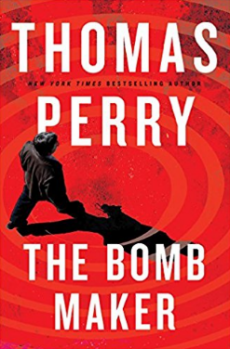 THOMAS
NEW YORK TIMES BESTSELLING AUTHOR
PERRY
THE BOMB
MAKER